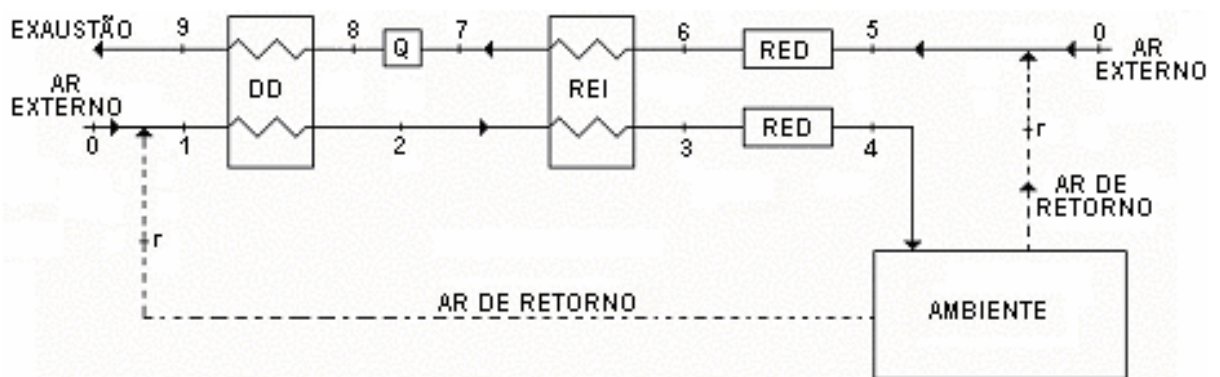 EXAUSTÃO 9 8 Q 7 6 RED 5 0 AR
EXTERNO
AR
EXTERNO
DD
REI
0 1 2 3 RED 4
r
r
AR DE
RETORNO
AR DE RETORNO
AMBIENTE